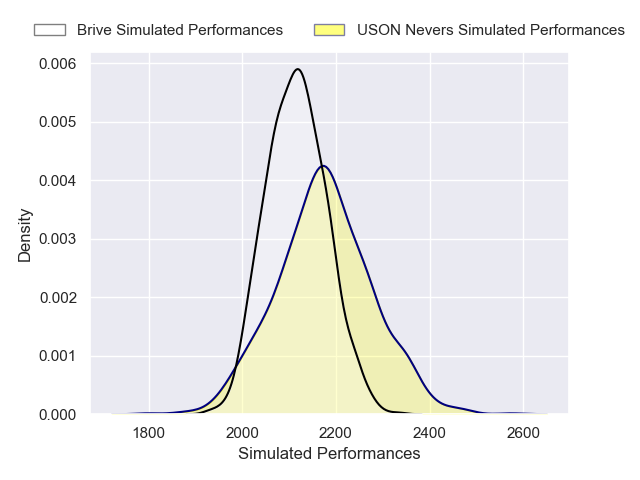 Brive Simulated Performances USON Nevers Simulated Performances
0.006
0.005
0.004
0.003
0.002
0.001
0.000
Density
1800 2000 2200 2400 2600
Simulated Performances